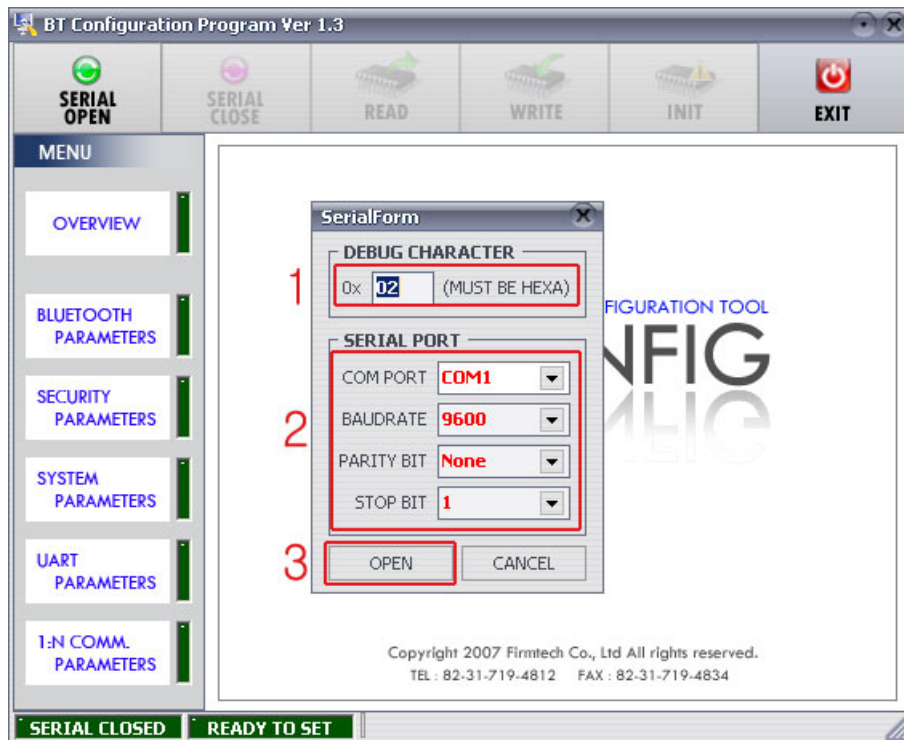 BT Configuration Program Ver 1.3
SERIAL OPEN
SERIAL CLOSE
READ
WRITE
INIT
EXIT
MENU
OVERVIEW
BLUETOOTH
PARAMETERS
SECURITY
PARAMETERS
SYSTEM
PARAMETERS
UART
PARAMETERS
1:N COMM.
PARAMETERS
SerialForm
DEBUG CHARACTER
1
0x 02 (MUST BE HEXA)
SERIAL PORT
2
COM PORT COM1
BAUDRATE 9600
PARITY BIT None
STOP BIT 1
3
OPEN CANCEL
FIGURATION TOOL
NFIG
Copyright 2007 Firmtech Co., Ltd All rights reserved.
TEL : 82-31-719-4812 FAX : 82-31-719-4834
SERIAL CLOSED READY TO SET